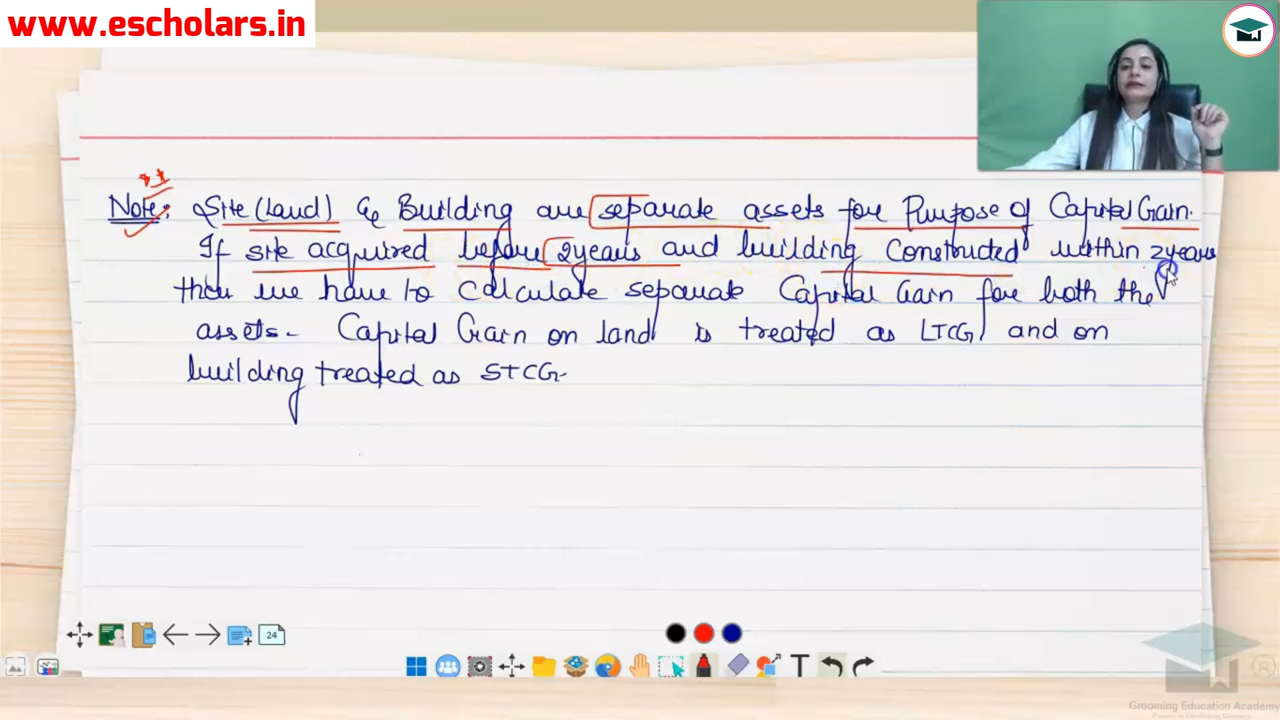 www.escholars.in
Note: Site (Land) & Building are separate assets for Purpose of Capital Gain.
If site acquired before 2years and building Constructed within 2years
then we have to calculate separate Capital Gain for both the
assets. Capital Gain on land is treated as LTCG and on
building treated as STCG.
24
T
Grooming Education Academy